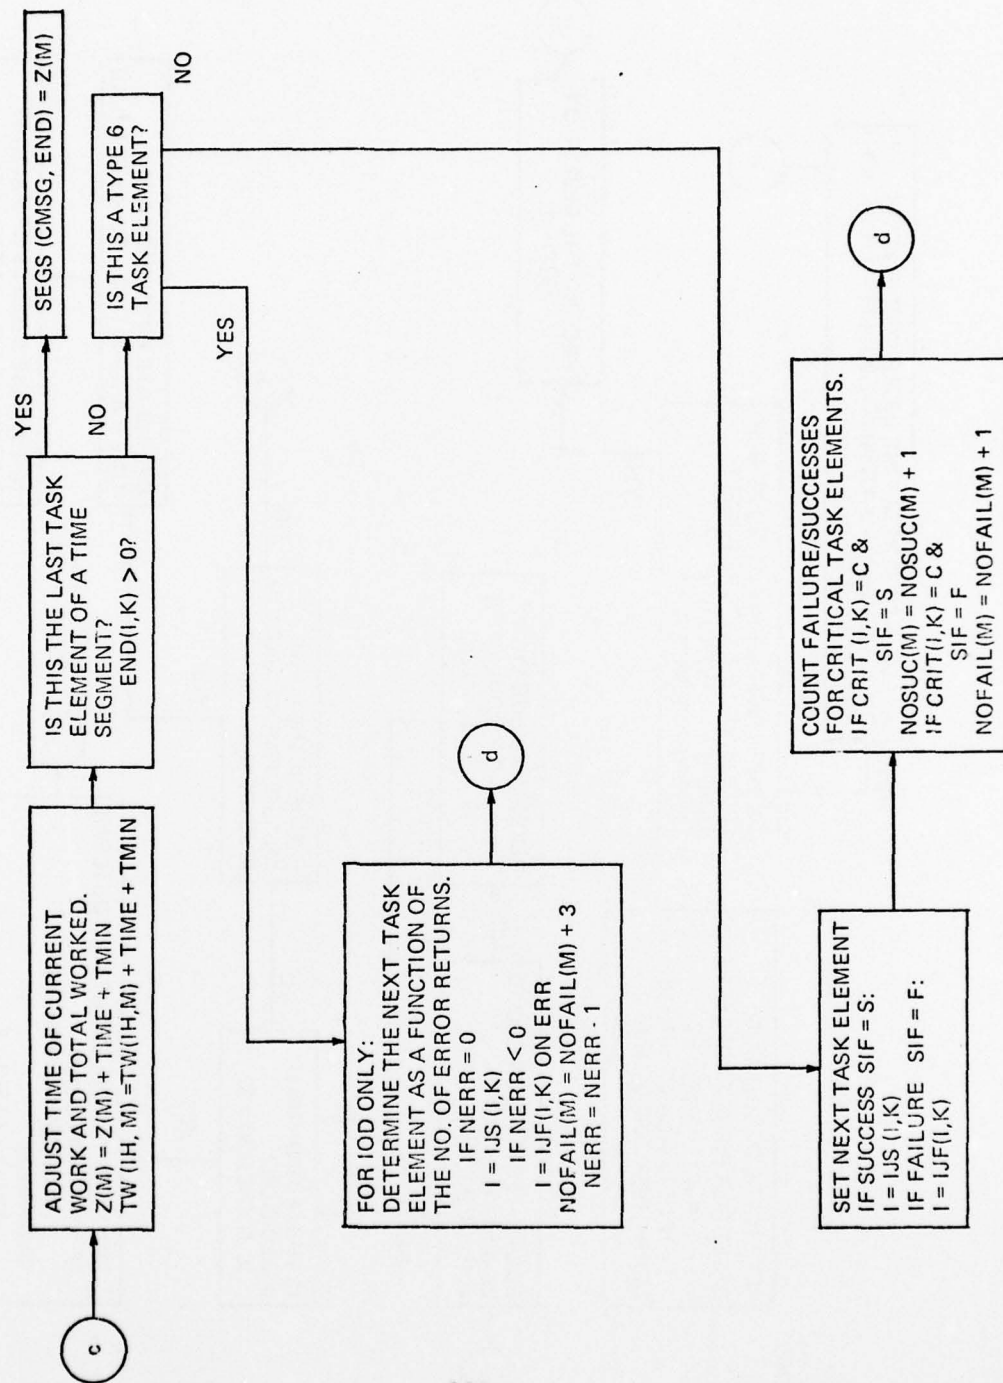 c
ADJUST TIME OF CURRENT
WORK AND TOTAL WORKED.
Z(M) = Z(M) + TIME + TMIN
TW (IH, M) =TW(IH,M) + TIME + TMIN
IS THIS THE LAST TASK
ELEMENT OF A TIME
SEGMENT?
END(I,K) > 0?
YES
SEGS (CMSG, END) = Z(M)
NO
IS THIS A TYPE 6
TASK ELEMENT?
NO
YES
FOR IOD ONLY:
DETERMINE THE NEXT TASK
ELEMENT AS A FUNCTION OF
THE NO. OF ERROR RETURNS.
IF NERR = 0
I = IJS (I,K)
IF NERR < 0
I = IJF(I,K) ON ERR
NOFAIL(M) = NOFAIL(M) + 3
NERR = NERR - 1
d
SET NEXT TASK ELEMENT
IF SUCCESS SIF = S:
I = IJS (I,K)
IF FAILURE SIF = F:
I = IJF(I,K)
COUNT FAILURE/SUCCESSES
FOR CRITICAL TASK ELEMENTS.
IF CRIT (I,K) = C &
SIF = S
NOSUC(M) = NOSUC(M) + 1
IF CRIT(I,K) = C &
SIF = F
NOFAIL(M) = NOFAIL(M) + 1
d